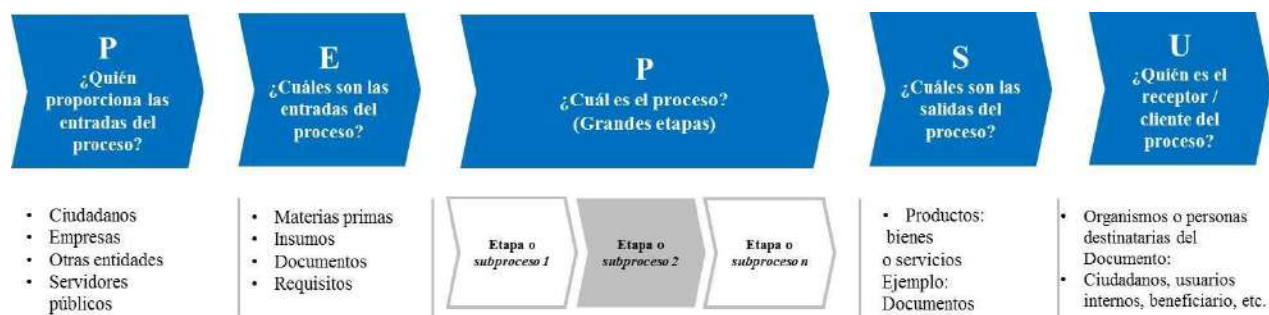 P
¿Quién
proporciona las
entradas del
proceso?
E
¿Cuáles son las
entradas del
proceso?
P
¿Cuál es el proceso?
(Grandes etapas)
S
¿Cuáles son las
salidas del
proceso?
U
¿Quién es el
receptor /
cliente del
proceso?
• Ciudadanos
• Empresas
• Otras entidades
• Servidores
públicos
• Materias primas
• Insumos
• Documentos
• Requisitos
Etapa o
subproceso 1
Etapa o
subproceso 2
Etapa o
subproceso n
• Productos:
bienes
o servicios
Ejemplo:
Documentos
• Organismos o personas
destinatarias del
Documento:
• Ciudadanos, usuarios
internos, beneficiario, etc.